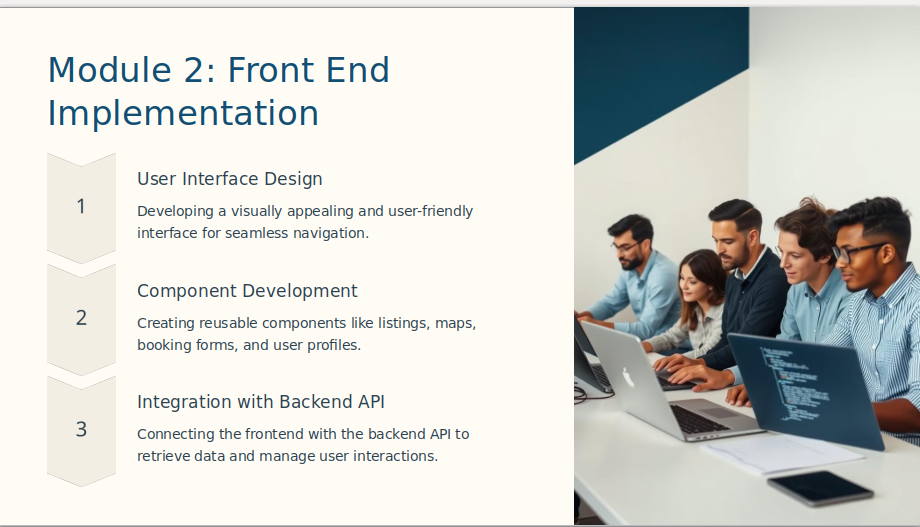 Module 2: Front End
Implementation
1
User Interface Design
Developing a visually appealing and user-friendly
interface for seamless navigation.
2
Component Development
Creating reusable components like listings, maps,
booking forms, and user profiles.
3
Integration with Backend API
Connecting the frontend with the backend API to
retrieve data and manage user interactions.